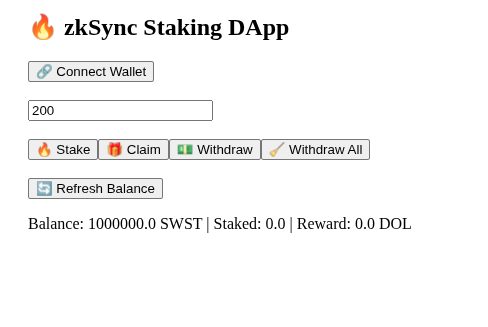 🔥 zkSync Staking DApp
🔗 Connect Wallet
200
🔥 Stake 🎁 Claim 💵 Withdraw 🧹 Withdraw All
🔄 Refresh Balance
Balance: 1000000.0 SWST | Staked: 0.0 | Reward: 0.0 DOL